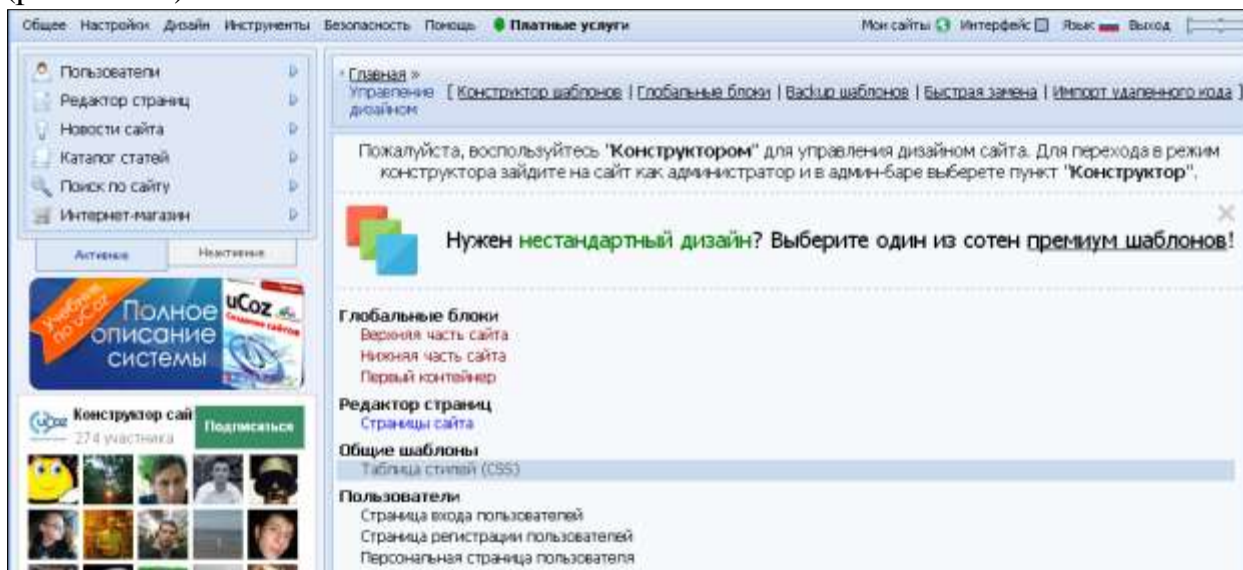 Общее Настройки Дизайн Инструменты Безопасность Помощь Платные услуги Мои сайты Интерфейс Язык Выход
Пользователи
Редактор страниц
Новости сайта
Каталог статей
Поиск по сайту
Интернет-магазин
Активные Неактивные
Учебник
по uCoz
Полное
описание
системы
uCoz
Создание сайтов
Конструктор сай
274 участника
Подписаться
Главная »
Управление
дизайном
[ Конструктор шаблонов | Глобальные блоки | Backup шаблонов | Быстрая замена | Импорт удаленного кода ]
Пожалуйста, воспользуйтесь "Конструктором" для управления дизайном сайта. Для перехода в режим
конструктора зайдите на сайт как администратор и в админ-баре выберете пункт "Конструктор".
Нужен нестандартный дизайн? Выберите один из сотен премиум шаблонов!
Глобальные блоки
Верхняя часть сайта
Нижняя часть сайта
Первый контейнер
Редактор страниц
Страницы сайта
Общие шаблоны
Таблица стилей (CSS)
Пользователи
Страница входа пользователей
Страница регистрации пользователей
Персональная страница пользователя